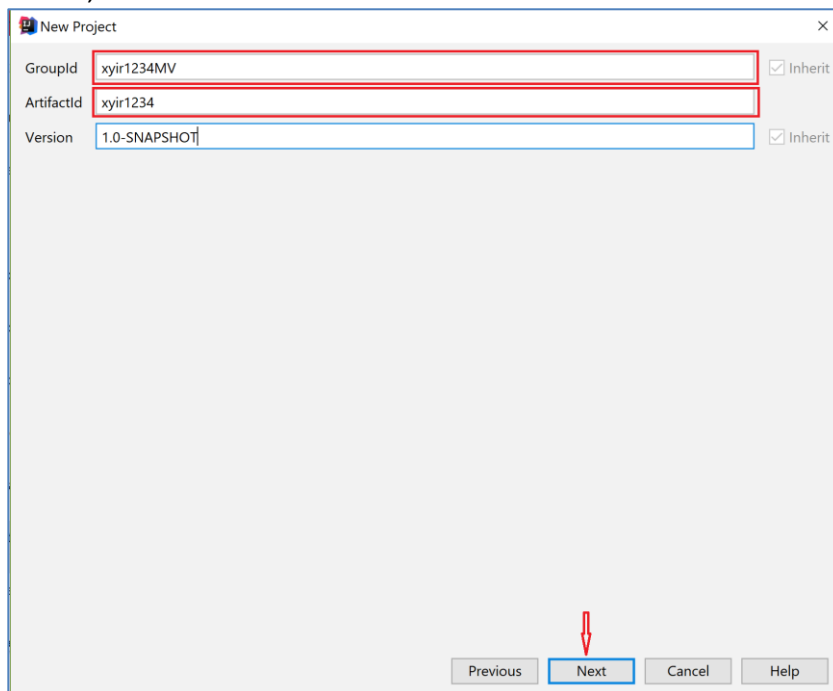 New Project
GroupId xyir1234MV Inherit
ArtifactId xyir1234
Version 1.0-SNAPSHOT Inherit
Previous Next Cancel Help